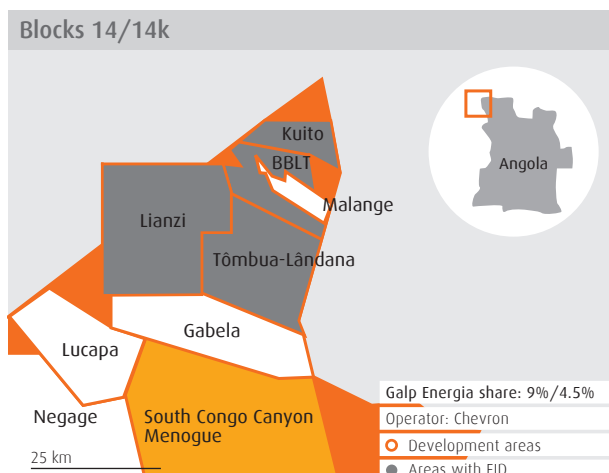 Blocks 14/14k
Kuito
BBLT
Angola
Malange
Lianzi
Tômbua-Lândana
Gabela
Lucapa
Galp Energia share: 9%/4.5%
Negage
South Congo Canyon
Menogue
Operator: Chevron
Development areas
25 km
Areas with FID